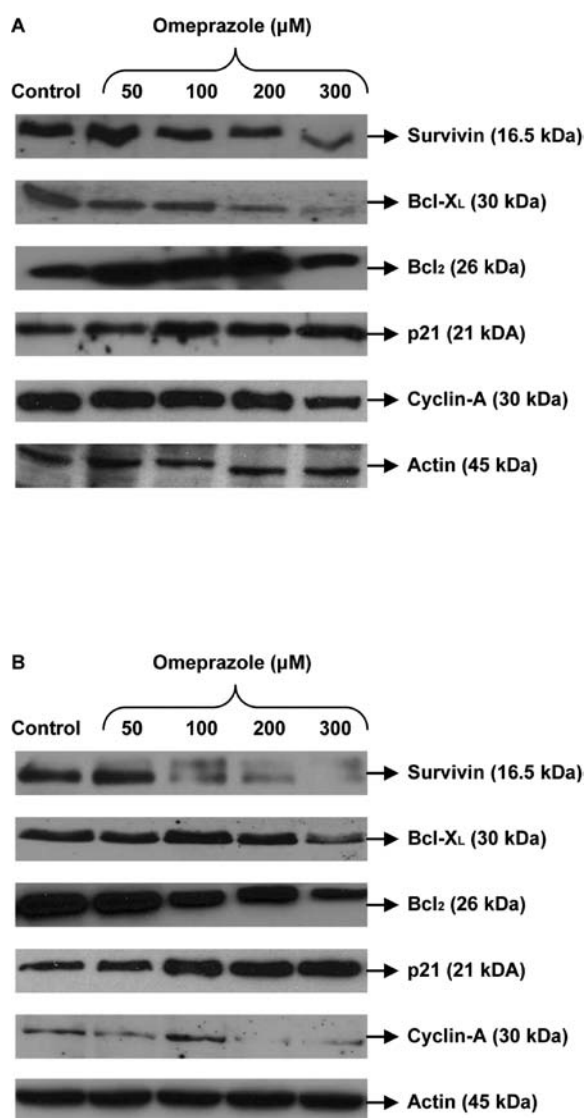 A
Omeprazole (µM)
Control 50 100 200 300
Survivin (16.5 kDa)
Bcl-XL (30 kDa)
Bcl2 (26 kDa)
p21 (21 kDA)
Cyclin-A (30 kDa)
Actin (45 kDa)
B
Omeprazole (µM)
Control 50 100 200 300
Survivin (16.5 kDa)
Bcl-XL (30 kDa)
Bcl2 (26 kDa)
p21 (21 kDA)
Cyclin-A (30 kDa)
Actin (45 kDa)